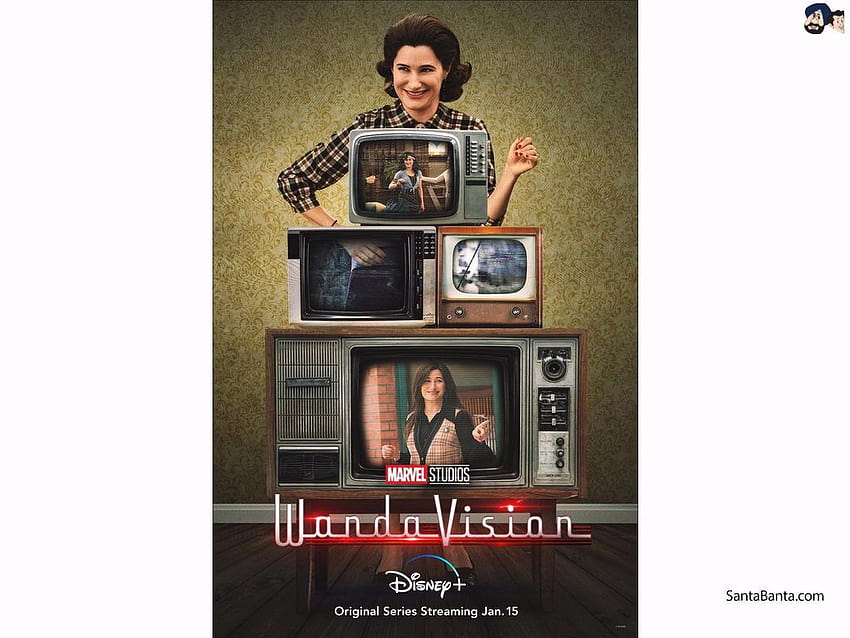 MARVEL STUDIOS
WandaVision
Disney+
Original Series Streaming Jan.15
SantaBanta.com